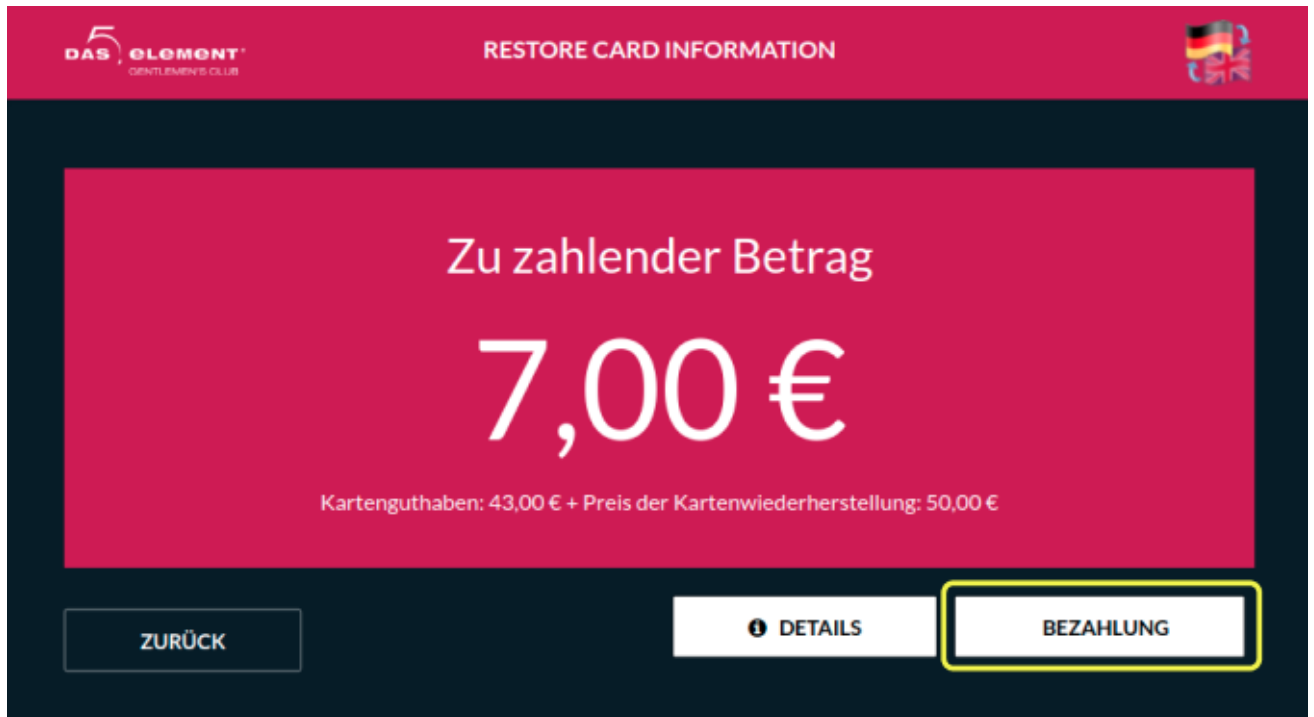 DAS 5 ELEMENT
GENTLEMEN'S CLUB
RESTORE CARD INFORMATION
Zu zahlender Betrag
7,00 €
Kartenguthaben: 43,00 € + Preis der Kartenwiederherstellung: 50,00 €
ZURÜCK
DETAILS
BEZAHLUNG